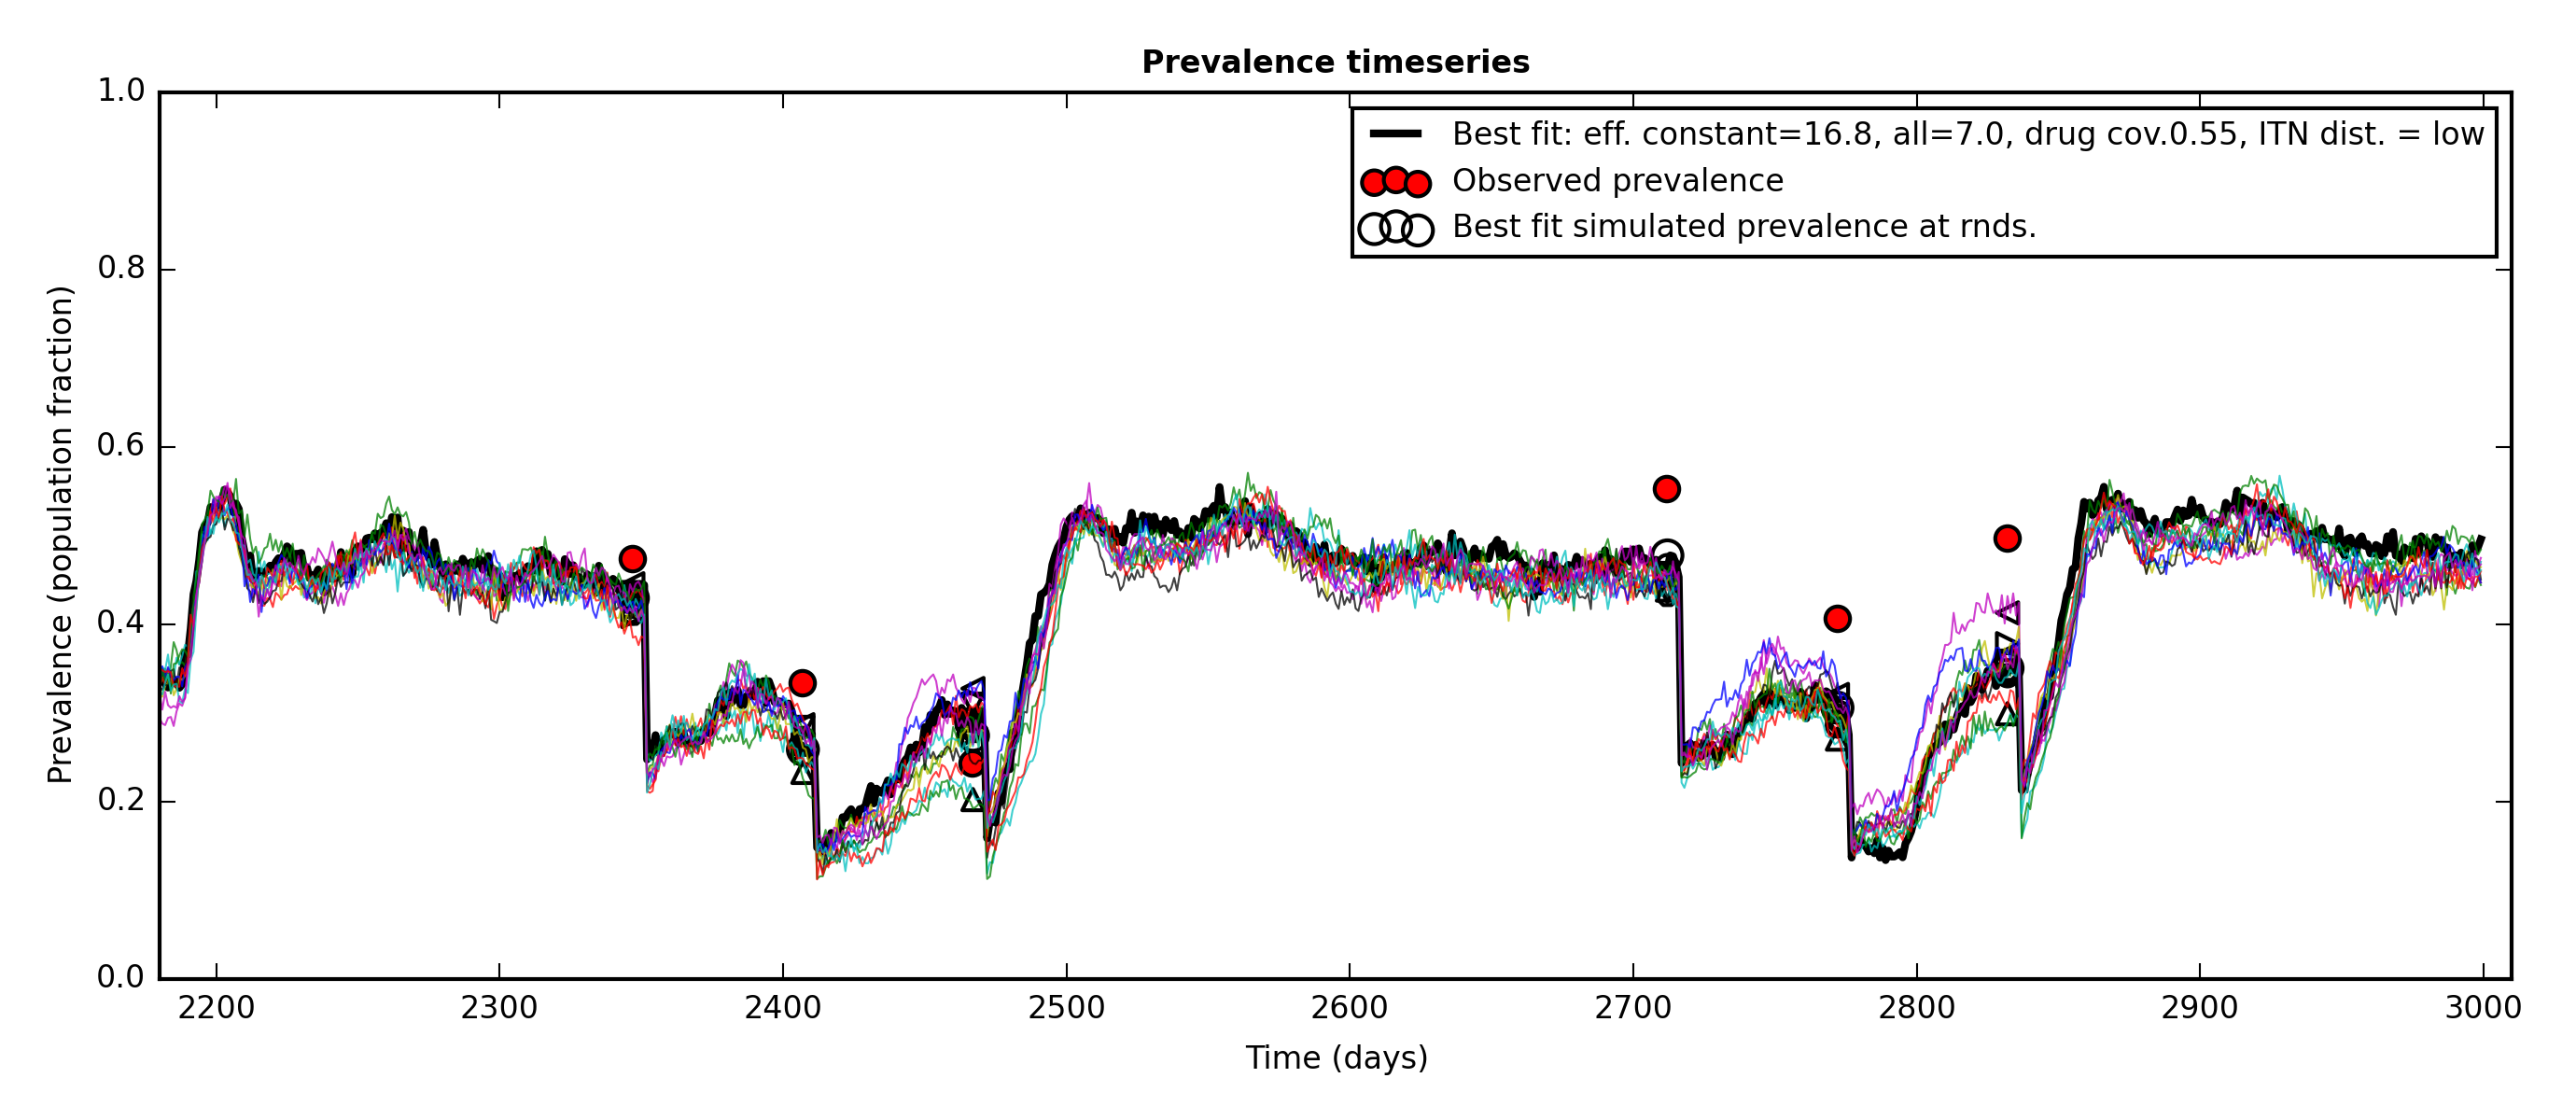 Prevalence timeseries
Best fit: eff. constant=16.8, all=7.0, drug cov.0.55, ITN dist. = low
Observed prevalence
Best fit simulated prevalence at rnds.
Prevalence (population fraction)
1.0
0.8
0.6
0.4
0.2
0.0
2200 2300 2400 2500 2600 2700 2800 2900 3000
Time (days)